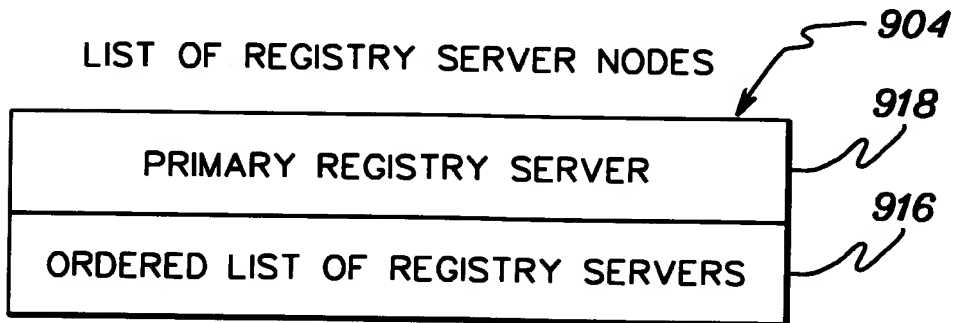 904
LIST OF REGISTRY SERVER NODES
918
PRIMARY REGISTRY SERVER
916
ORDERED LIST OF REGISTRY SERVERS